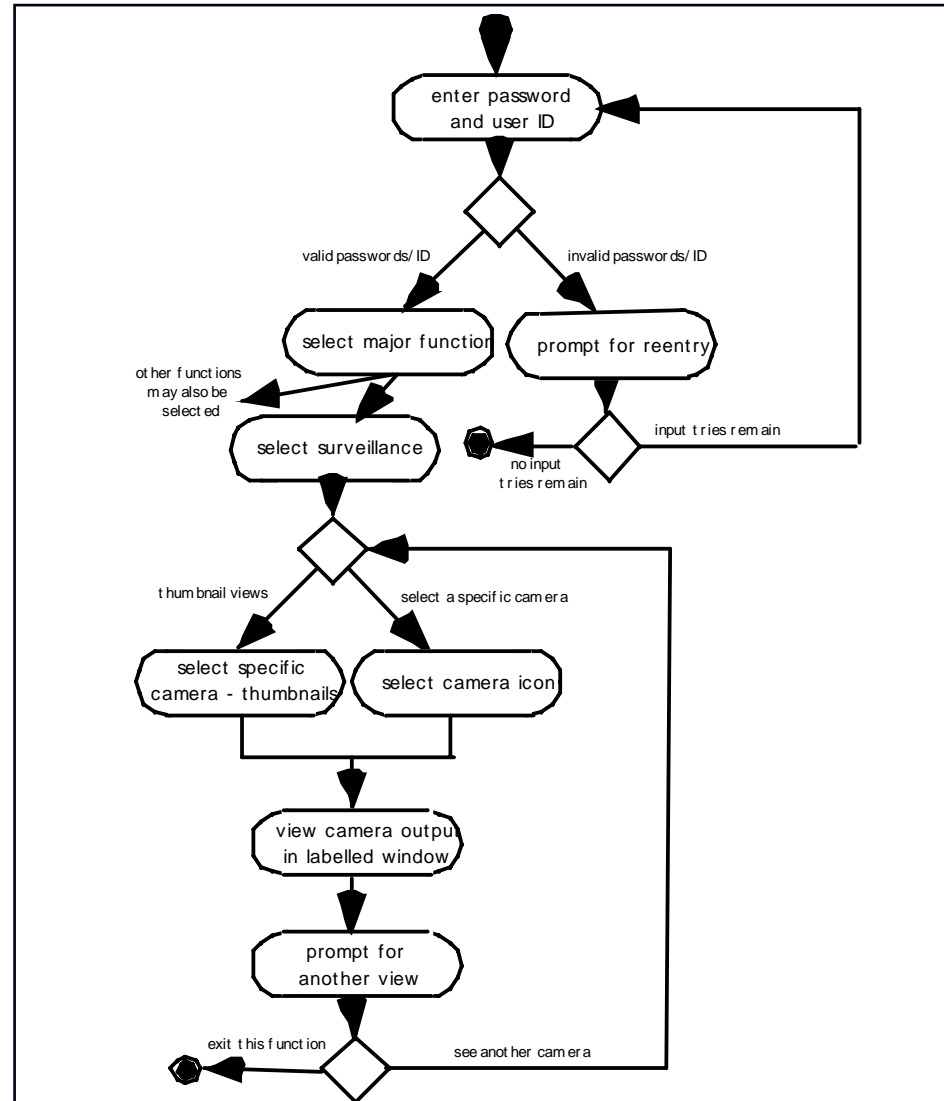 enter password
and user ID
valid passwords/ID
invalid passwords/ID
select major function
prompt for reentry
other functions
may also be
selected
input tries remain
select surveillance
no input
tries remain
thumbnail views
select a specific camera
select specific
camera - thumbnails
select camera icon
view camera output
in labelled window
prompt for
another view
exit this function
see another camera